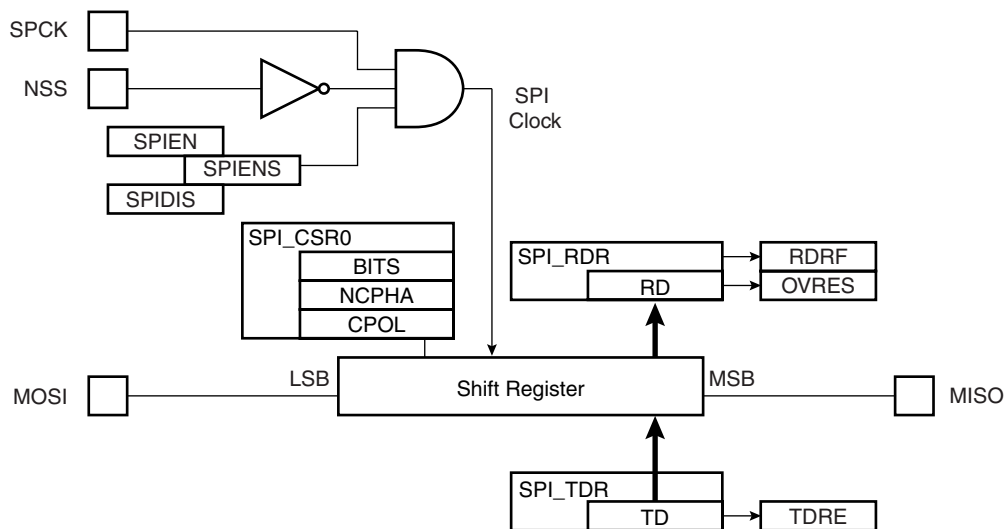 SPCK
NSS
SPI
Clock
SPIEN
SPIENS
SPIDIS
SPI_CSR0
BITS
NCPHA
CPOL
SPI_RDR
RD
RDRF
OVRES
MOSI
LSB
Shift Register
MSB
MISO
SPI_TDR
TD
TDRE